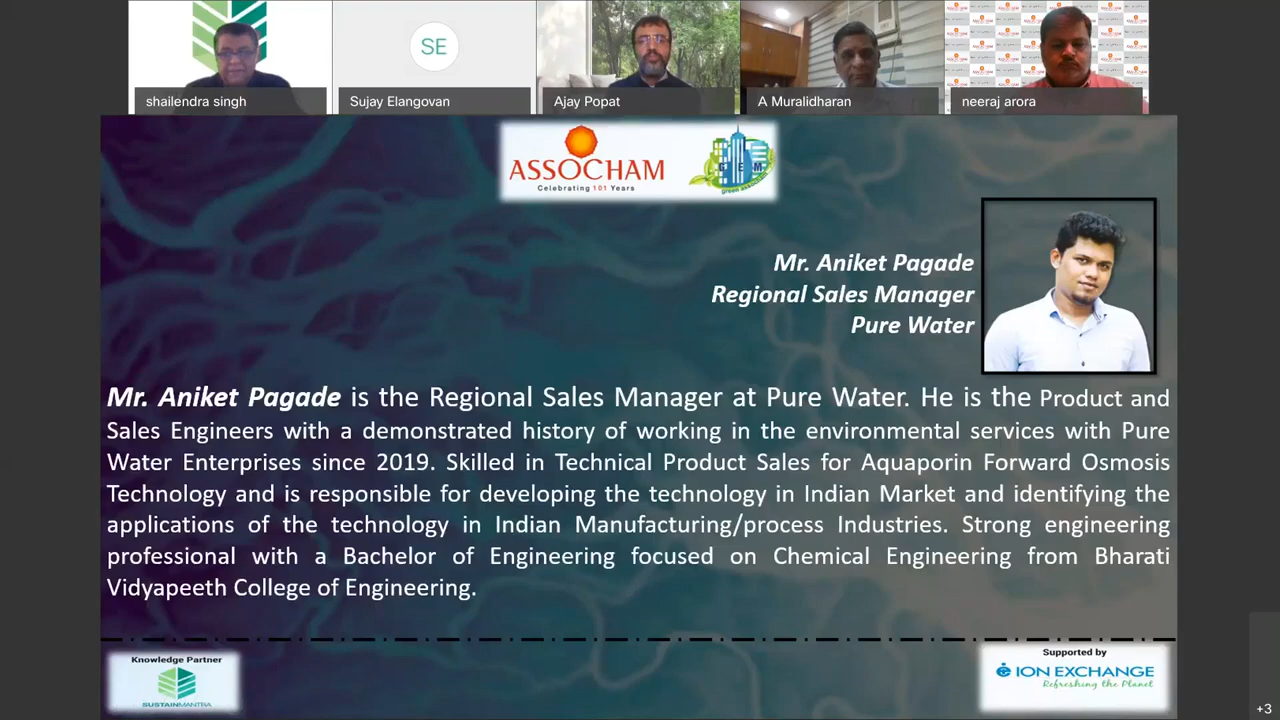 shailendra singh
SE
Sujay Elangovan
Ajay Popat
A Muralidharan
neeraj arora
ASSOCHAM
Celebrating 101 Years
GEM
green assocham
Mr. Aniket Pagade
Regional Sales Manager
Pure Water
Mr. Aniket Pagade is the Regional Sales Manager at Pure Water. He is the Product and
Sales Engineers with a demonstrated history of working in the environmental services with Pure
Water Enterprises since 2019. Skilled in Technical Product Sales for Aquaporin Forward Osmosis
Technology and is responsible for developing the technology in Indian Market and identifying the
applications of the technology in Indian Manufacturing/process Industries. Strong engineering
professional with a Bachelor of Engineering focused on Chemical Engineering from Bharati
Vidyapeeth College of Engineering.
Knowledge Partner
SUSTAINMANTRA
Supported by
ION EXCHANGE
Refreshing the Planet
+3